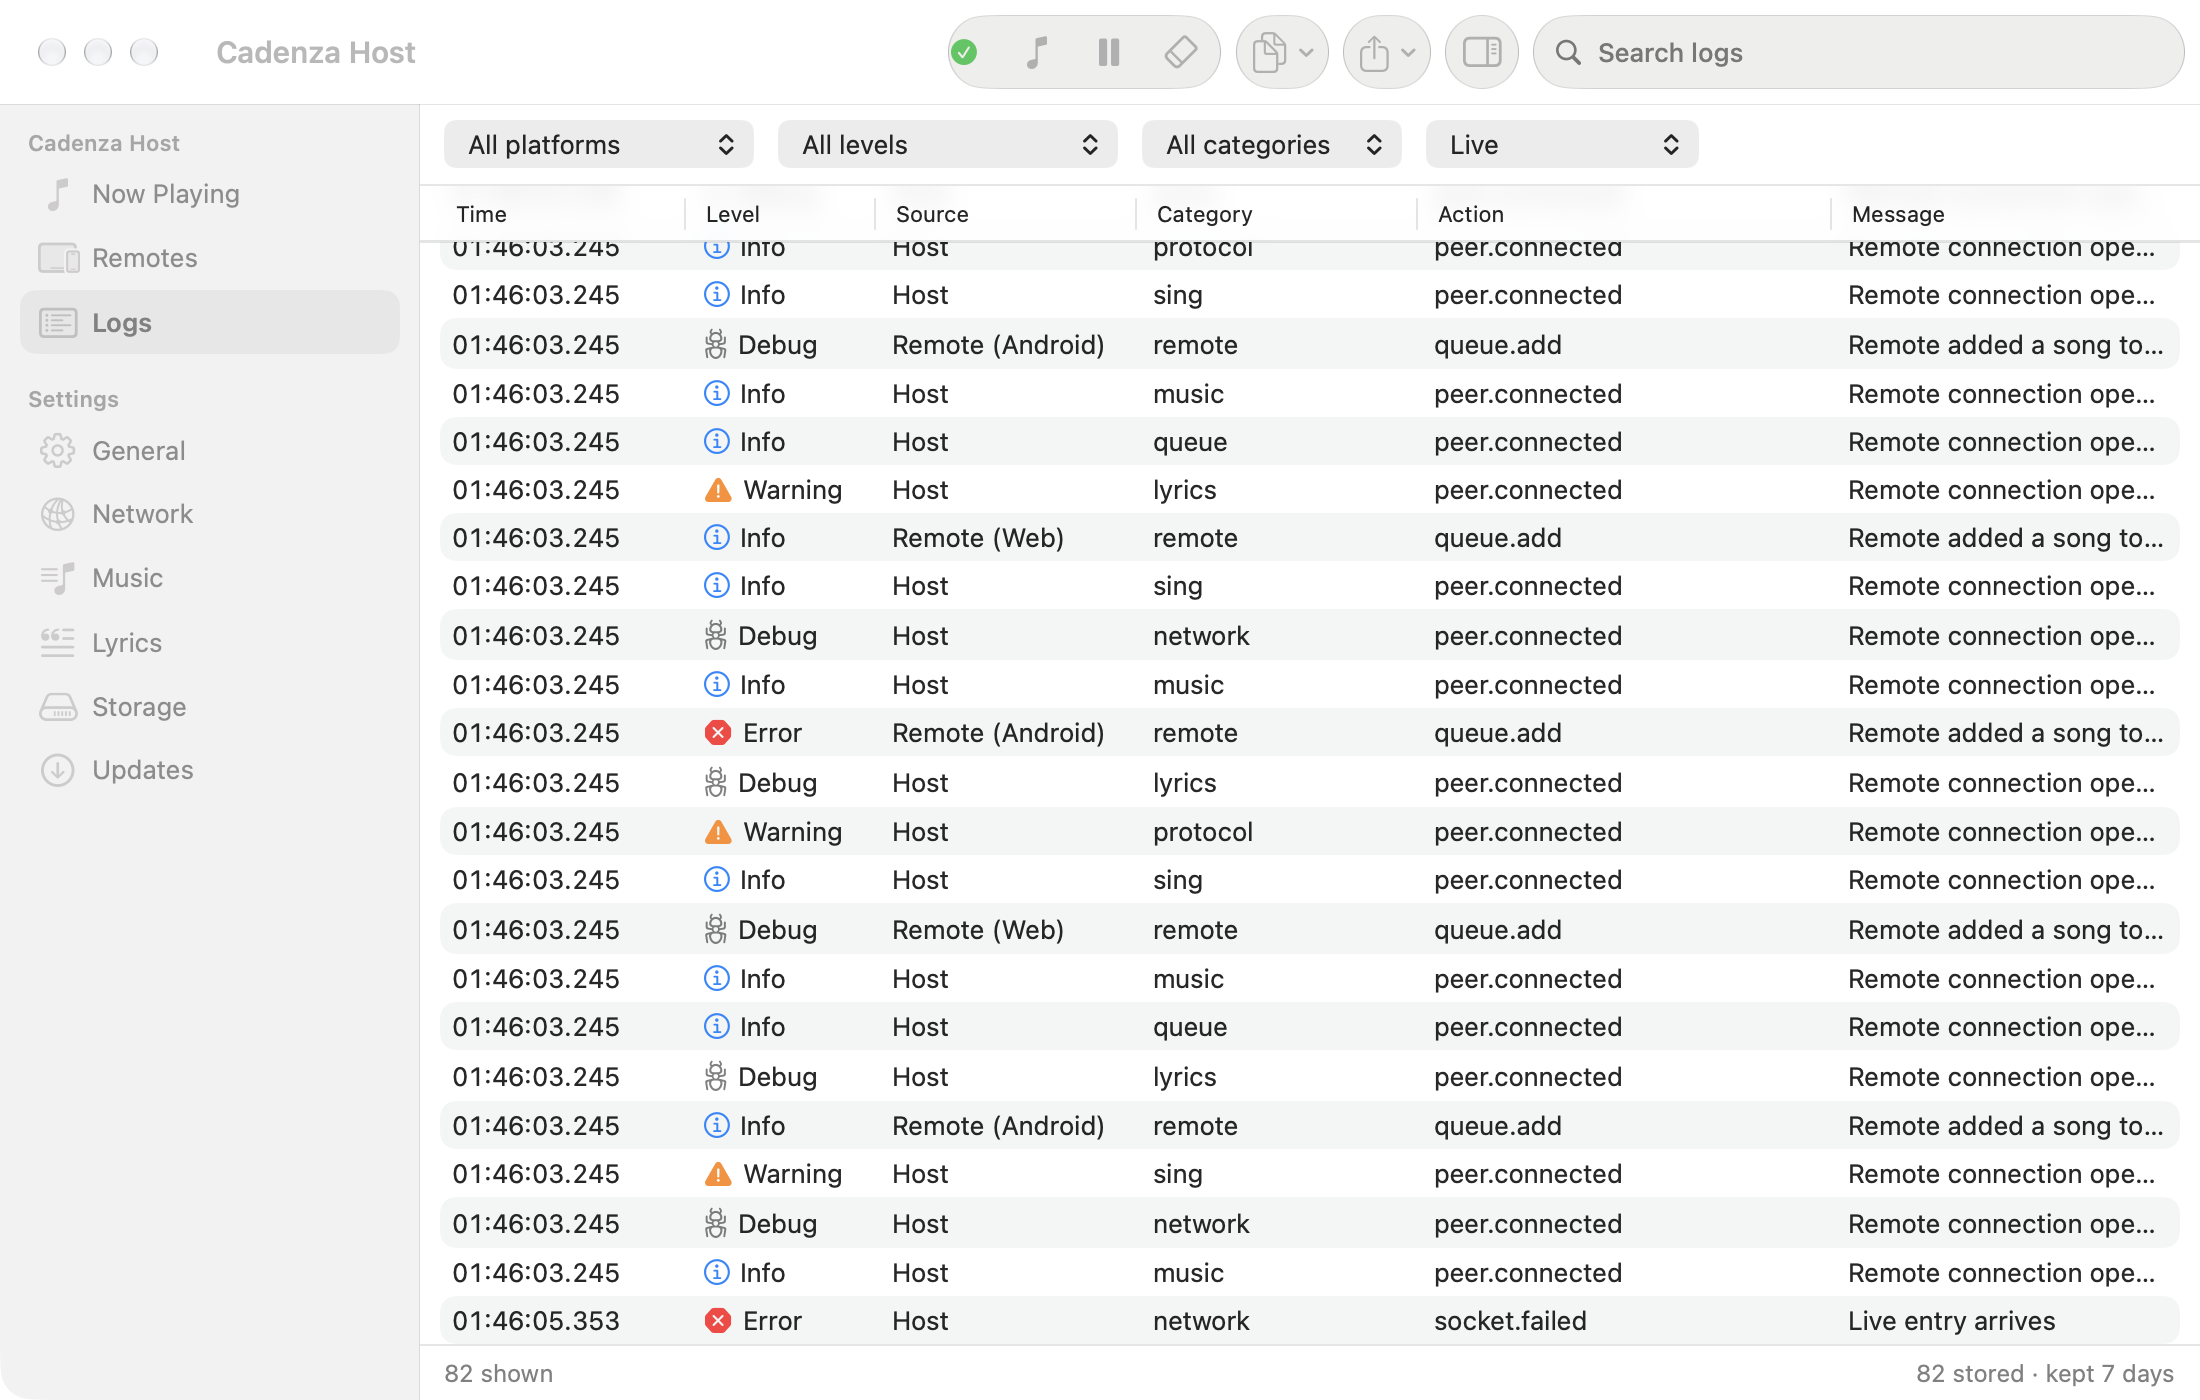 Cadenza Host
Search logs
Cadenza Host
Now Playing
Remotes
Logs
Settings
General
Network
Music
Lyrics
Storage
Updates
All platforms
All levels
All categories
Live
Time Level Source Category Action Message
01:46:03.245 Info Host protocol peer.connected Remote connection ope...
01:46:03.245 Info Host sing peer.connected Remote connection ope...
01:46:03.245 Debug Remote (Android) remote queue.add Remote added a song to...
01:46:03.245 Info Host music peer.connected Remote connection ope...
01:46:03.245 Info Host queue peer.connected Remote connection ope...
01:46:03.245 Warning Host lyrics peer.connected Remote connection ope...
01:46:03.245 Info Remote (Web) remote queue.add Remote added a song to...
01:46:03.245 Info Host sing peer.connected Remote connection ope...
01:46:03.245 Debug Host network peer.connected Remote connection ope...
01:46:03.245 Info Host music peer.connected Remote connection ope...
01:46:03.245 Error Remote (Android) remote queue.add Remote added a song to...
01:46:03.245 Debug Host lyrics peer.connected Remote connection ope...
01:46:03.245 Warning Host protocol peer.connected Remote connection ope...
01:46:03.245 Info Host sing peer.connected Remote connection ope...
01:46:03.245 Debug Remote (Web) remote queue.add Remote added a song to...
01:46:03.245 Info Host music peer.connected Remote connection ope...
01:46:03.245 Info Host queue peer.connected Remote connection ope...
01:46:03.245 Debug Host lyrics peer.connected Remote connection ope...
01:46:03.245 Info Remote (Android) remote queue.add Remote added a song to...
01:46:03.245 Warning Host sing peer.connected Remote connection ope...
01:46:03.245 Debug Host network peer.connected Remote connection ope...
01:46:03.245 Info Host music peer.connected Remote connection ope...
01:46:05.353 Error Host network socket.failed Live entry arrives
82 shown
82 stored · kept 7 days